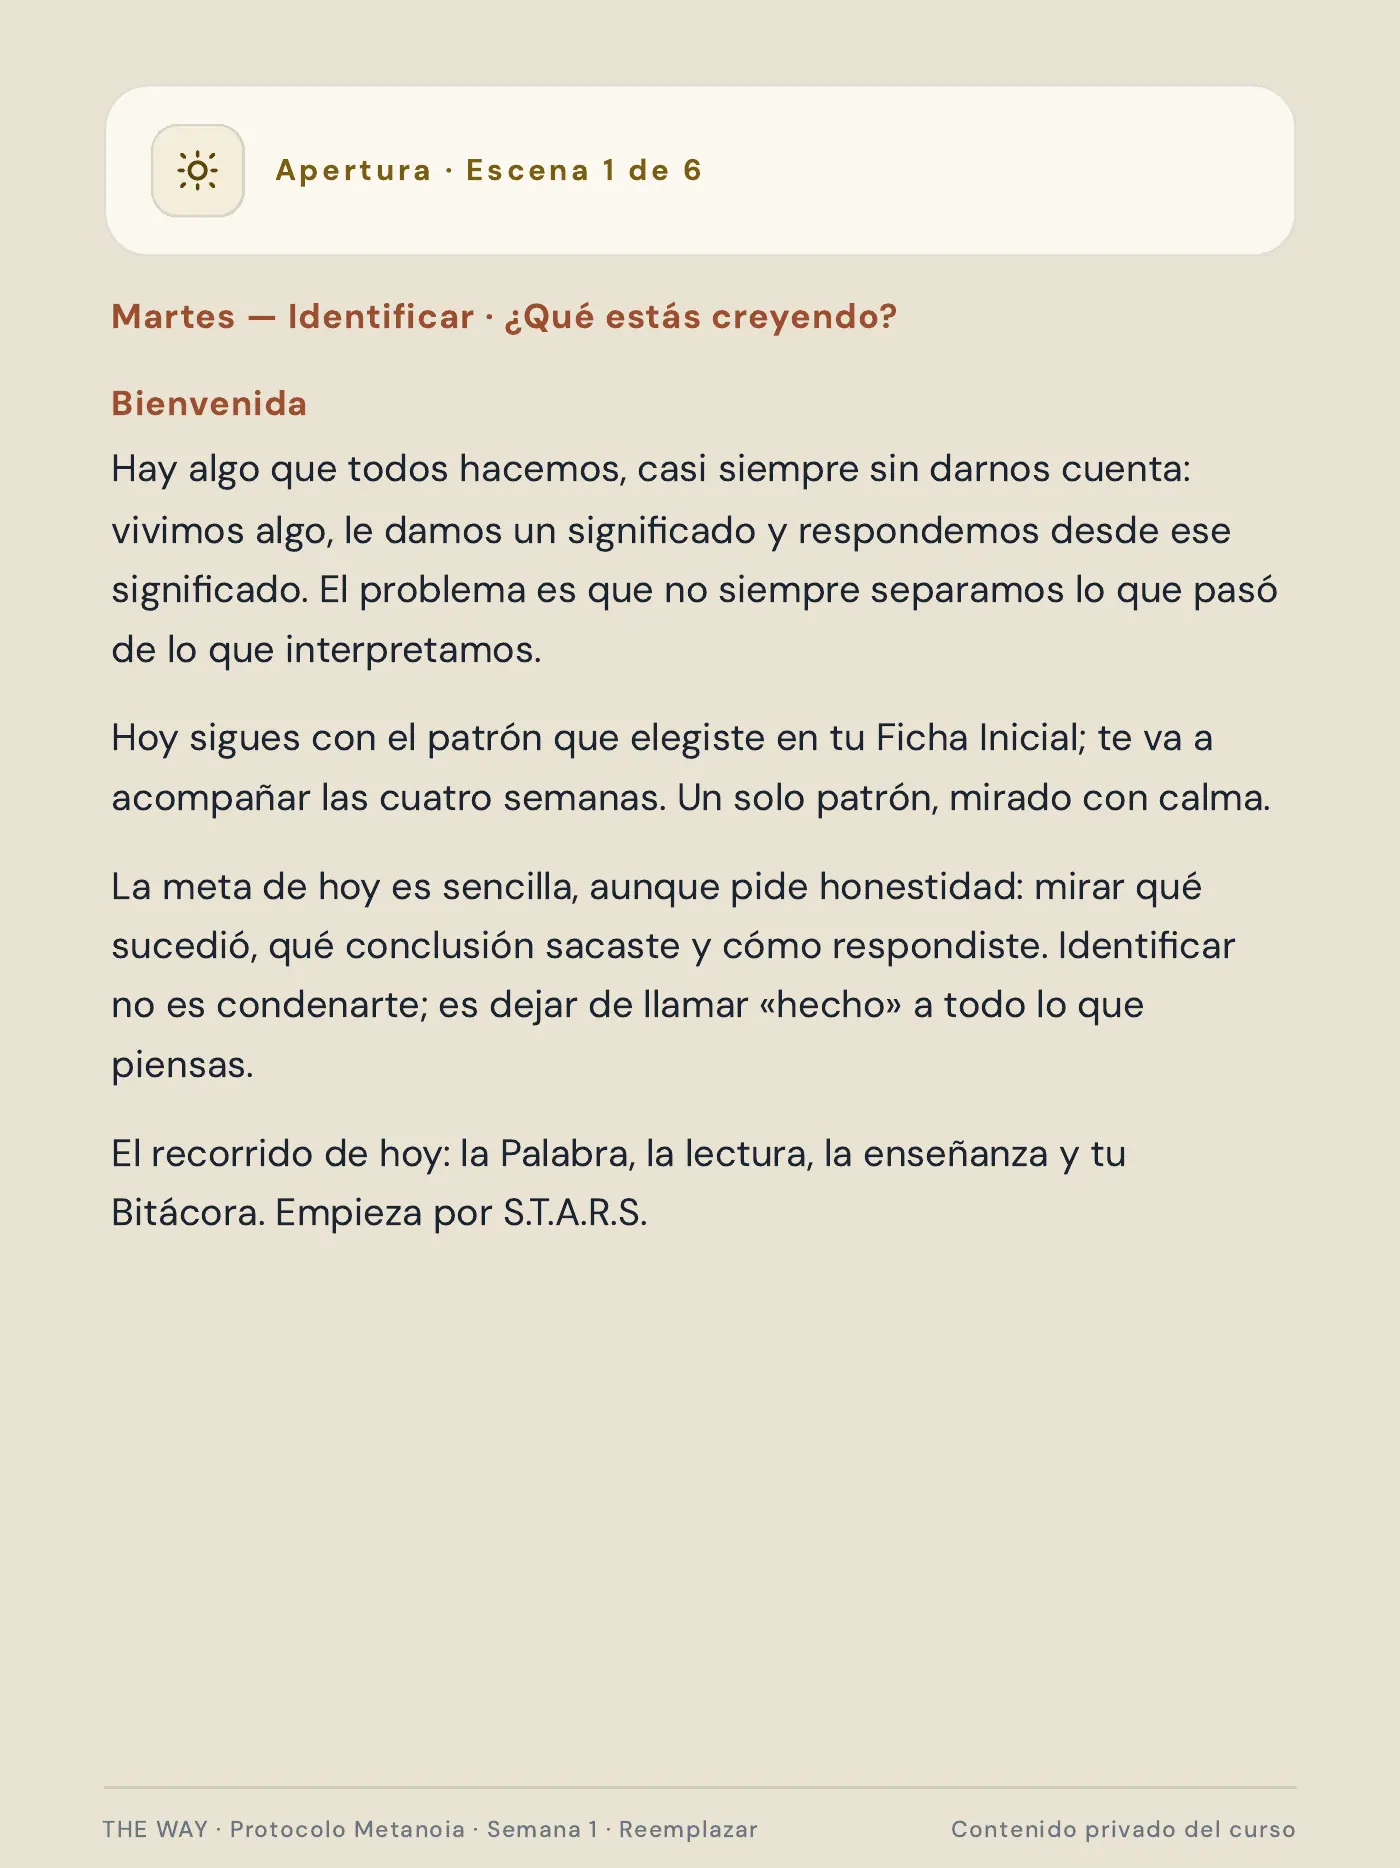 Apertura · Escena 1 de 6
Martes — Identificar · ¿Qué estás creyendo?
Bienvenida
Hay algo que todos hacemos, casi siempre sin darnos cuenta:
vivimos algo, le damos un significado y respondemos desde ese
significado. El problema es que no siempre separamos lo que pasó
de lo que interpretamos.
Hoy sigues con el patrón que elegiste en tu Ficha Inicial; te va a
acompañar las cuatro semanas. Un solo patrón, mirado con calma.
La meta de hoy es sencilla, aunque pide honestidad: mirar qué
sucedió, qué conclusión sacaste y cómo respondiste. Identificar
no es condenarte; es dejar de llamar «hecho» a todo lo que
piensas.
El recorrido de hoy: la Palabra, la lectura, la enseñanza y tu
Bitácora. Empieza por S.T.A.R.S.
THE WAY · Protocolo Metanoia · Semana 1 · Reemplazar
Contenido privado del curso